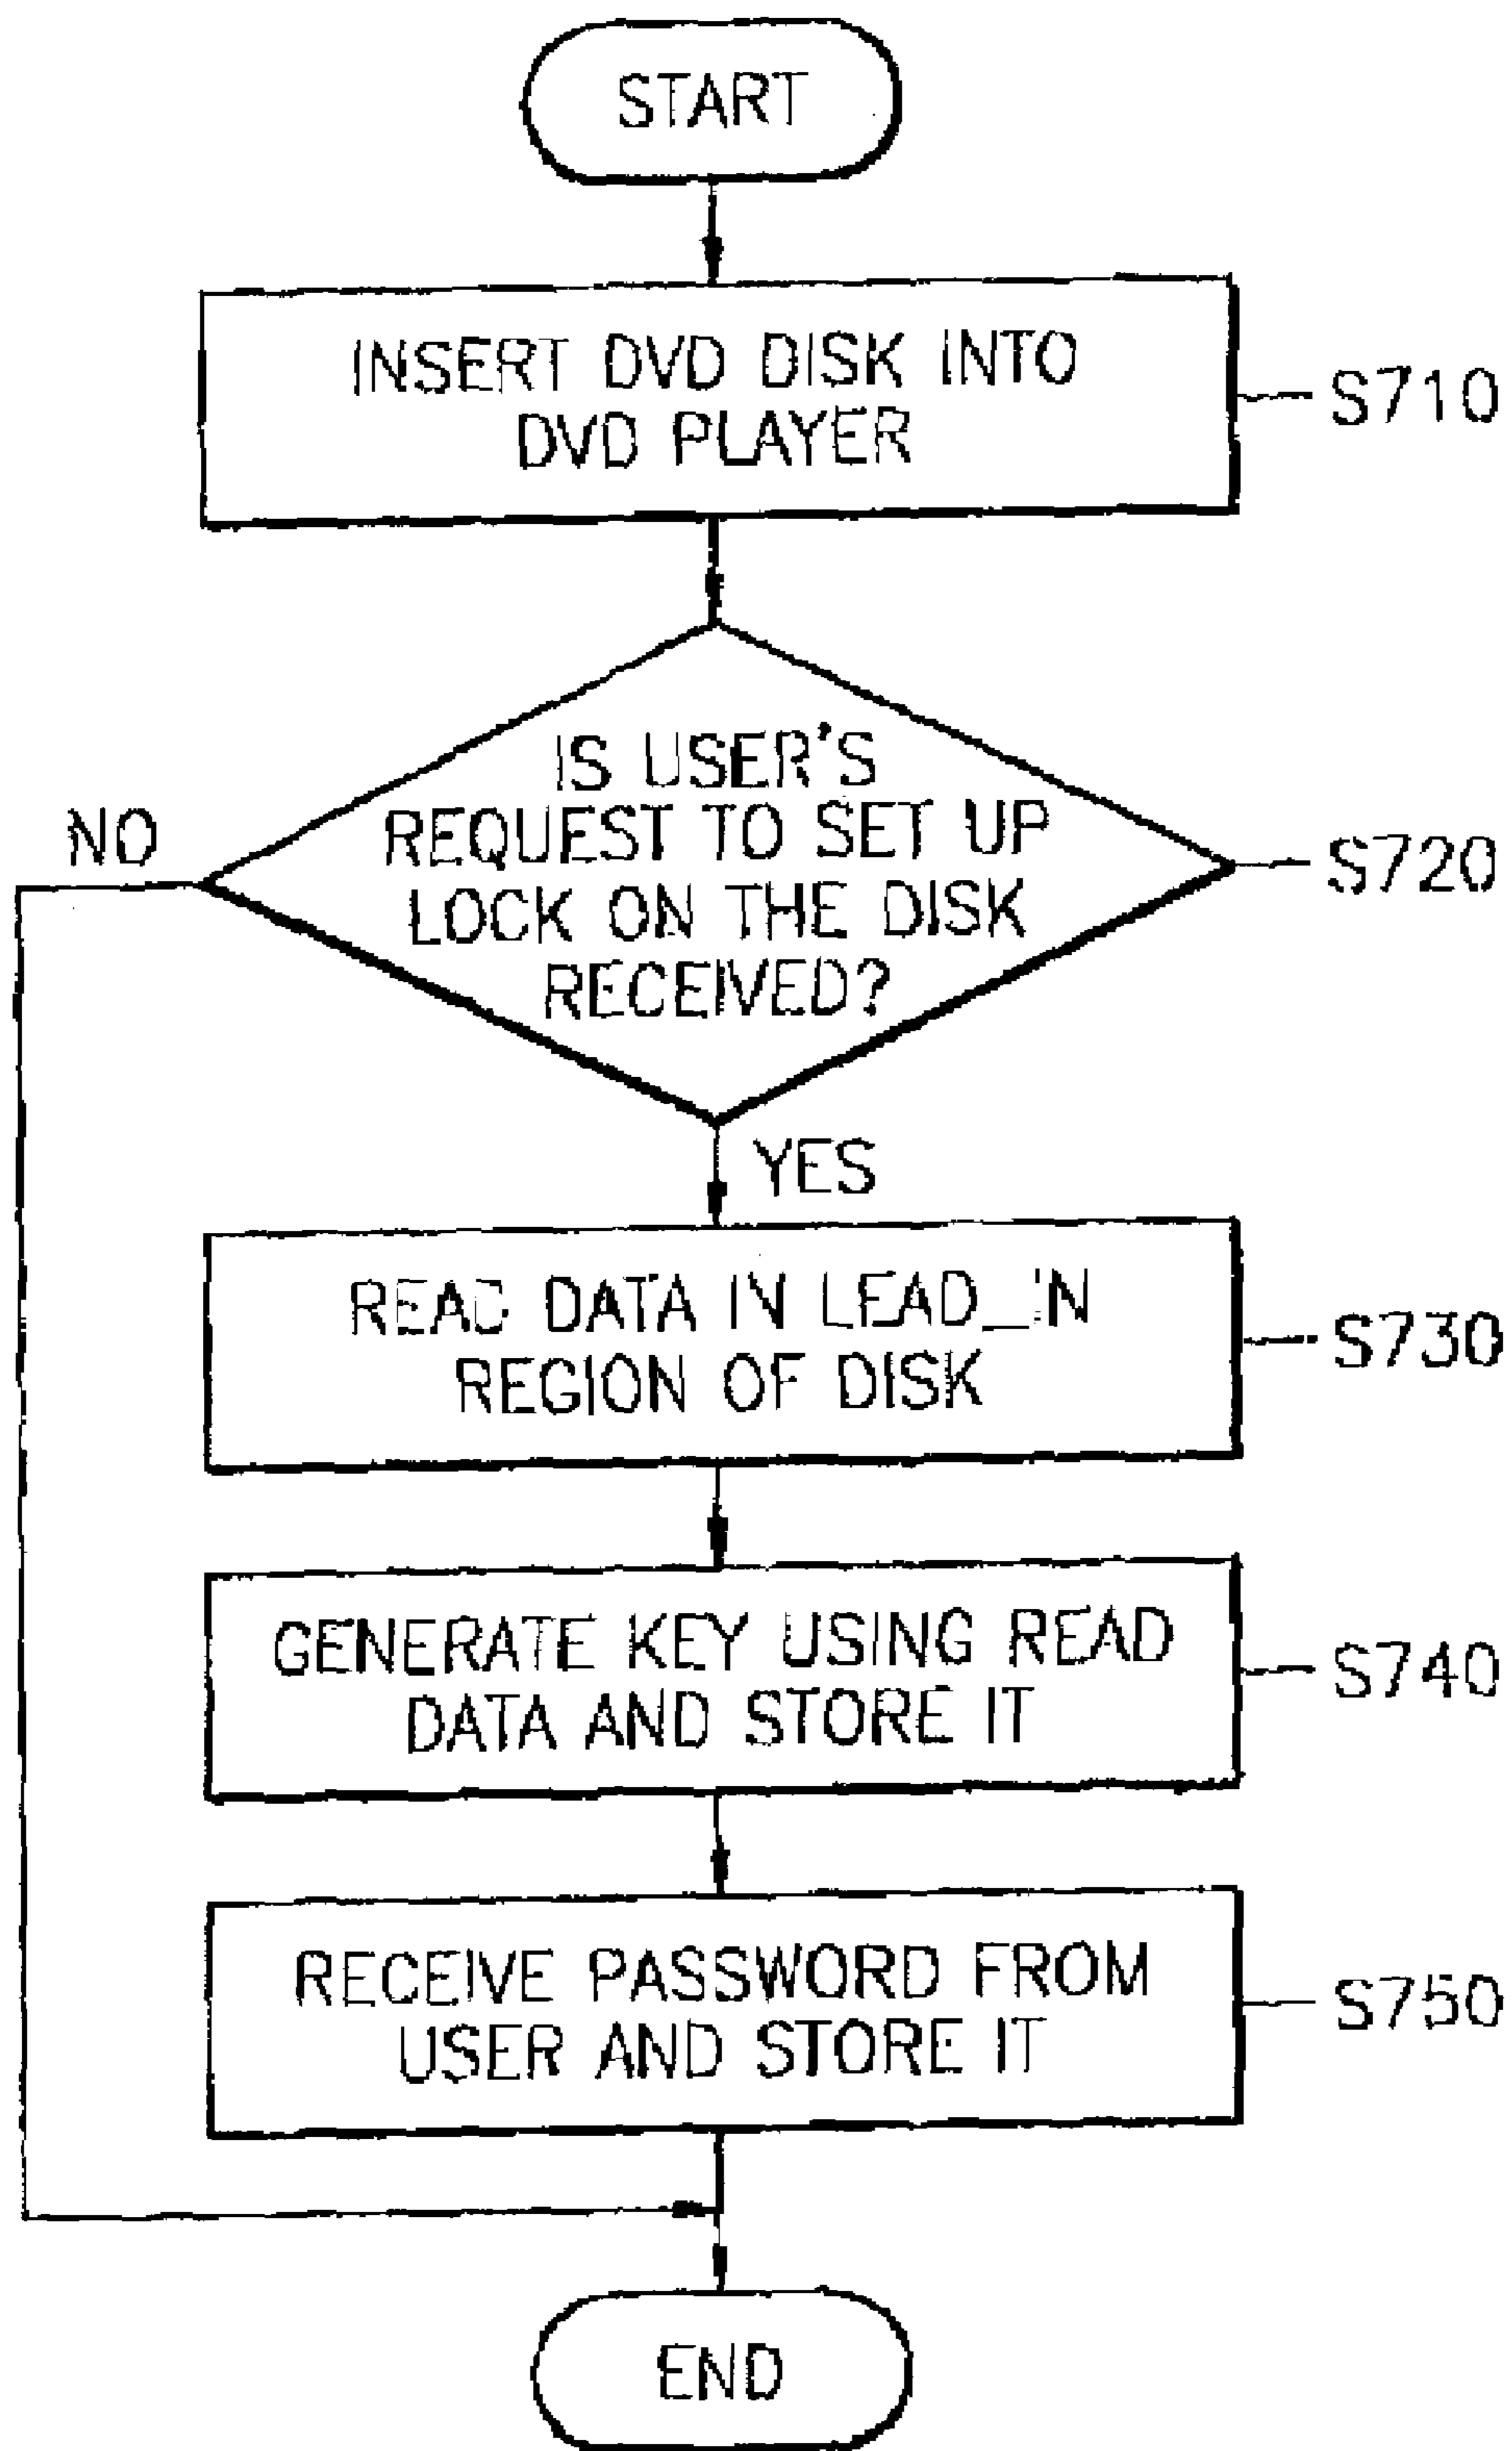 START
INSERT DVD DISK INTO
DVD PLAYER
S710
IS USER'S
REQUEST TO SET UP
LOCK ON THE DISK
RECEIVED?
S720
NO
YES
READ DATA IN LEAD_IN
REGION OF DISK
S730
GENERATE KEY USING READ
DATA AND STORE IT
S740
RECEIVE PASSWORD FROM
USER AND STORE IT
S750
END